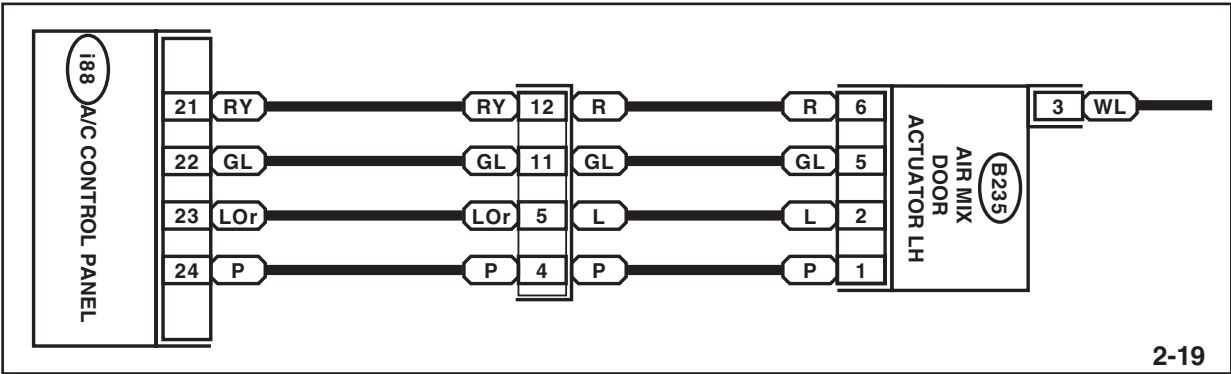 i88
A/C CONTROL PANEL
21 RY RY 12 R R 6
22 GL GL 11 GL GL 5
23 LOr LOr 5 L L 2
24 P P 4 P P 1
B235
AIR MIX
DOOR
ACTUATOR LH
3 WL
2-19